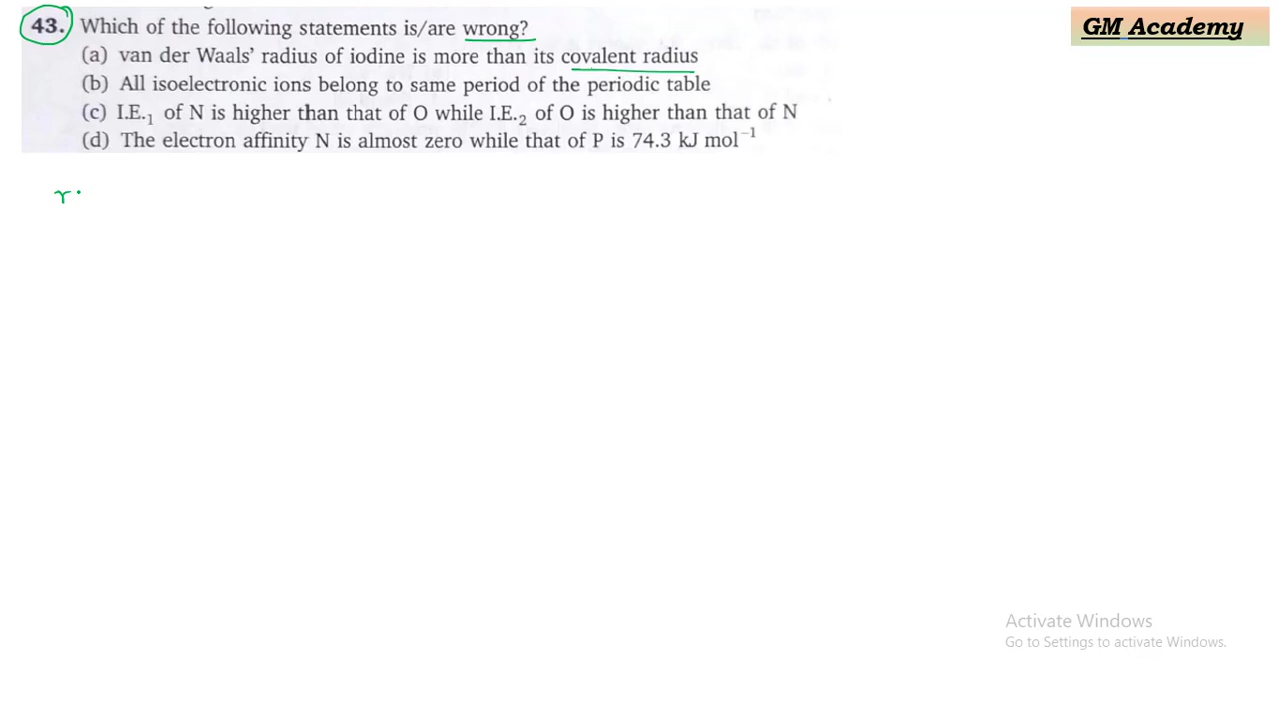 GM Academy
43. Which of the following statements is/are wrong?
(a) van der Waals' radius of iodine is more than its covalent radius
(b) All isoelectronic ions belong to same period of the periodic table
(c) I.E.₁ of N is higher than that of O while I.E.₂ of O is higher than that of N
(d) The electron affinity N is almost zero while that of P is 74.3 kJ mol⁻¹
r
Activate Windows
Go to Settings to activate Windows.